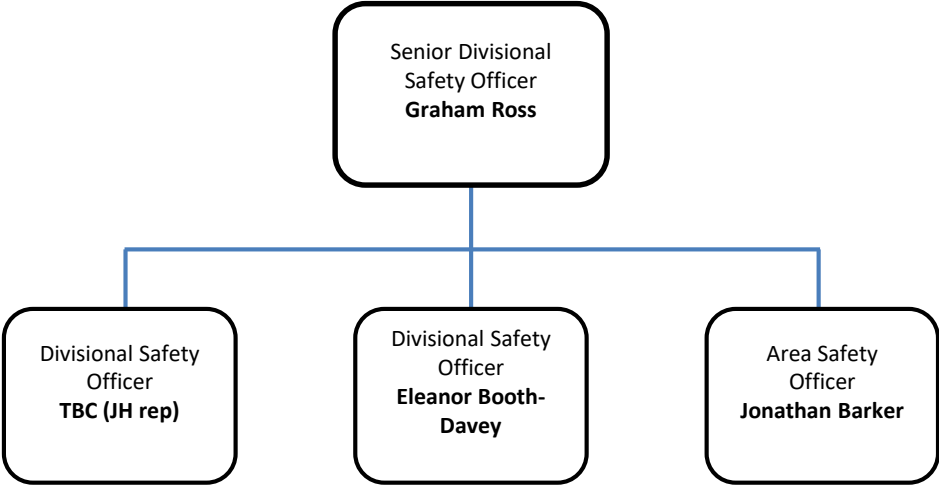 Senior Divisional
Safety Officer
Graham Ross
Divisional Safety
Officer
TBC (JH rep)
Divisional Safety
Officer
Eleanor Booth-
Davey
Area Safety
Officer
Jonathan Barker